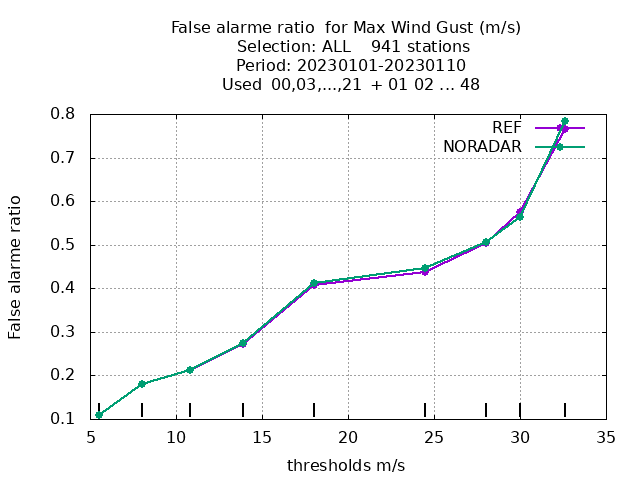 False alarme ratio  for Max Wind Gust (m/s)
Selection: ALL    941 stations
Period: 20230101-20230110
Used  00,03,...,21  + 01 02 ... 48
REF
NORADAR
0.8
0.7
0.6
0.5
0.4
0.3
0.2
0.1
False alarme ratio
5 10 15 20 25 30 35
thresholds m/s